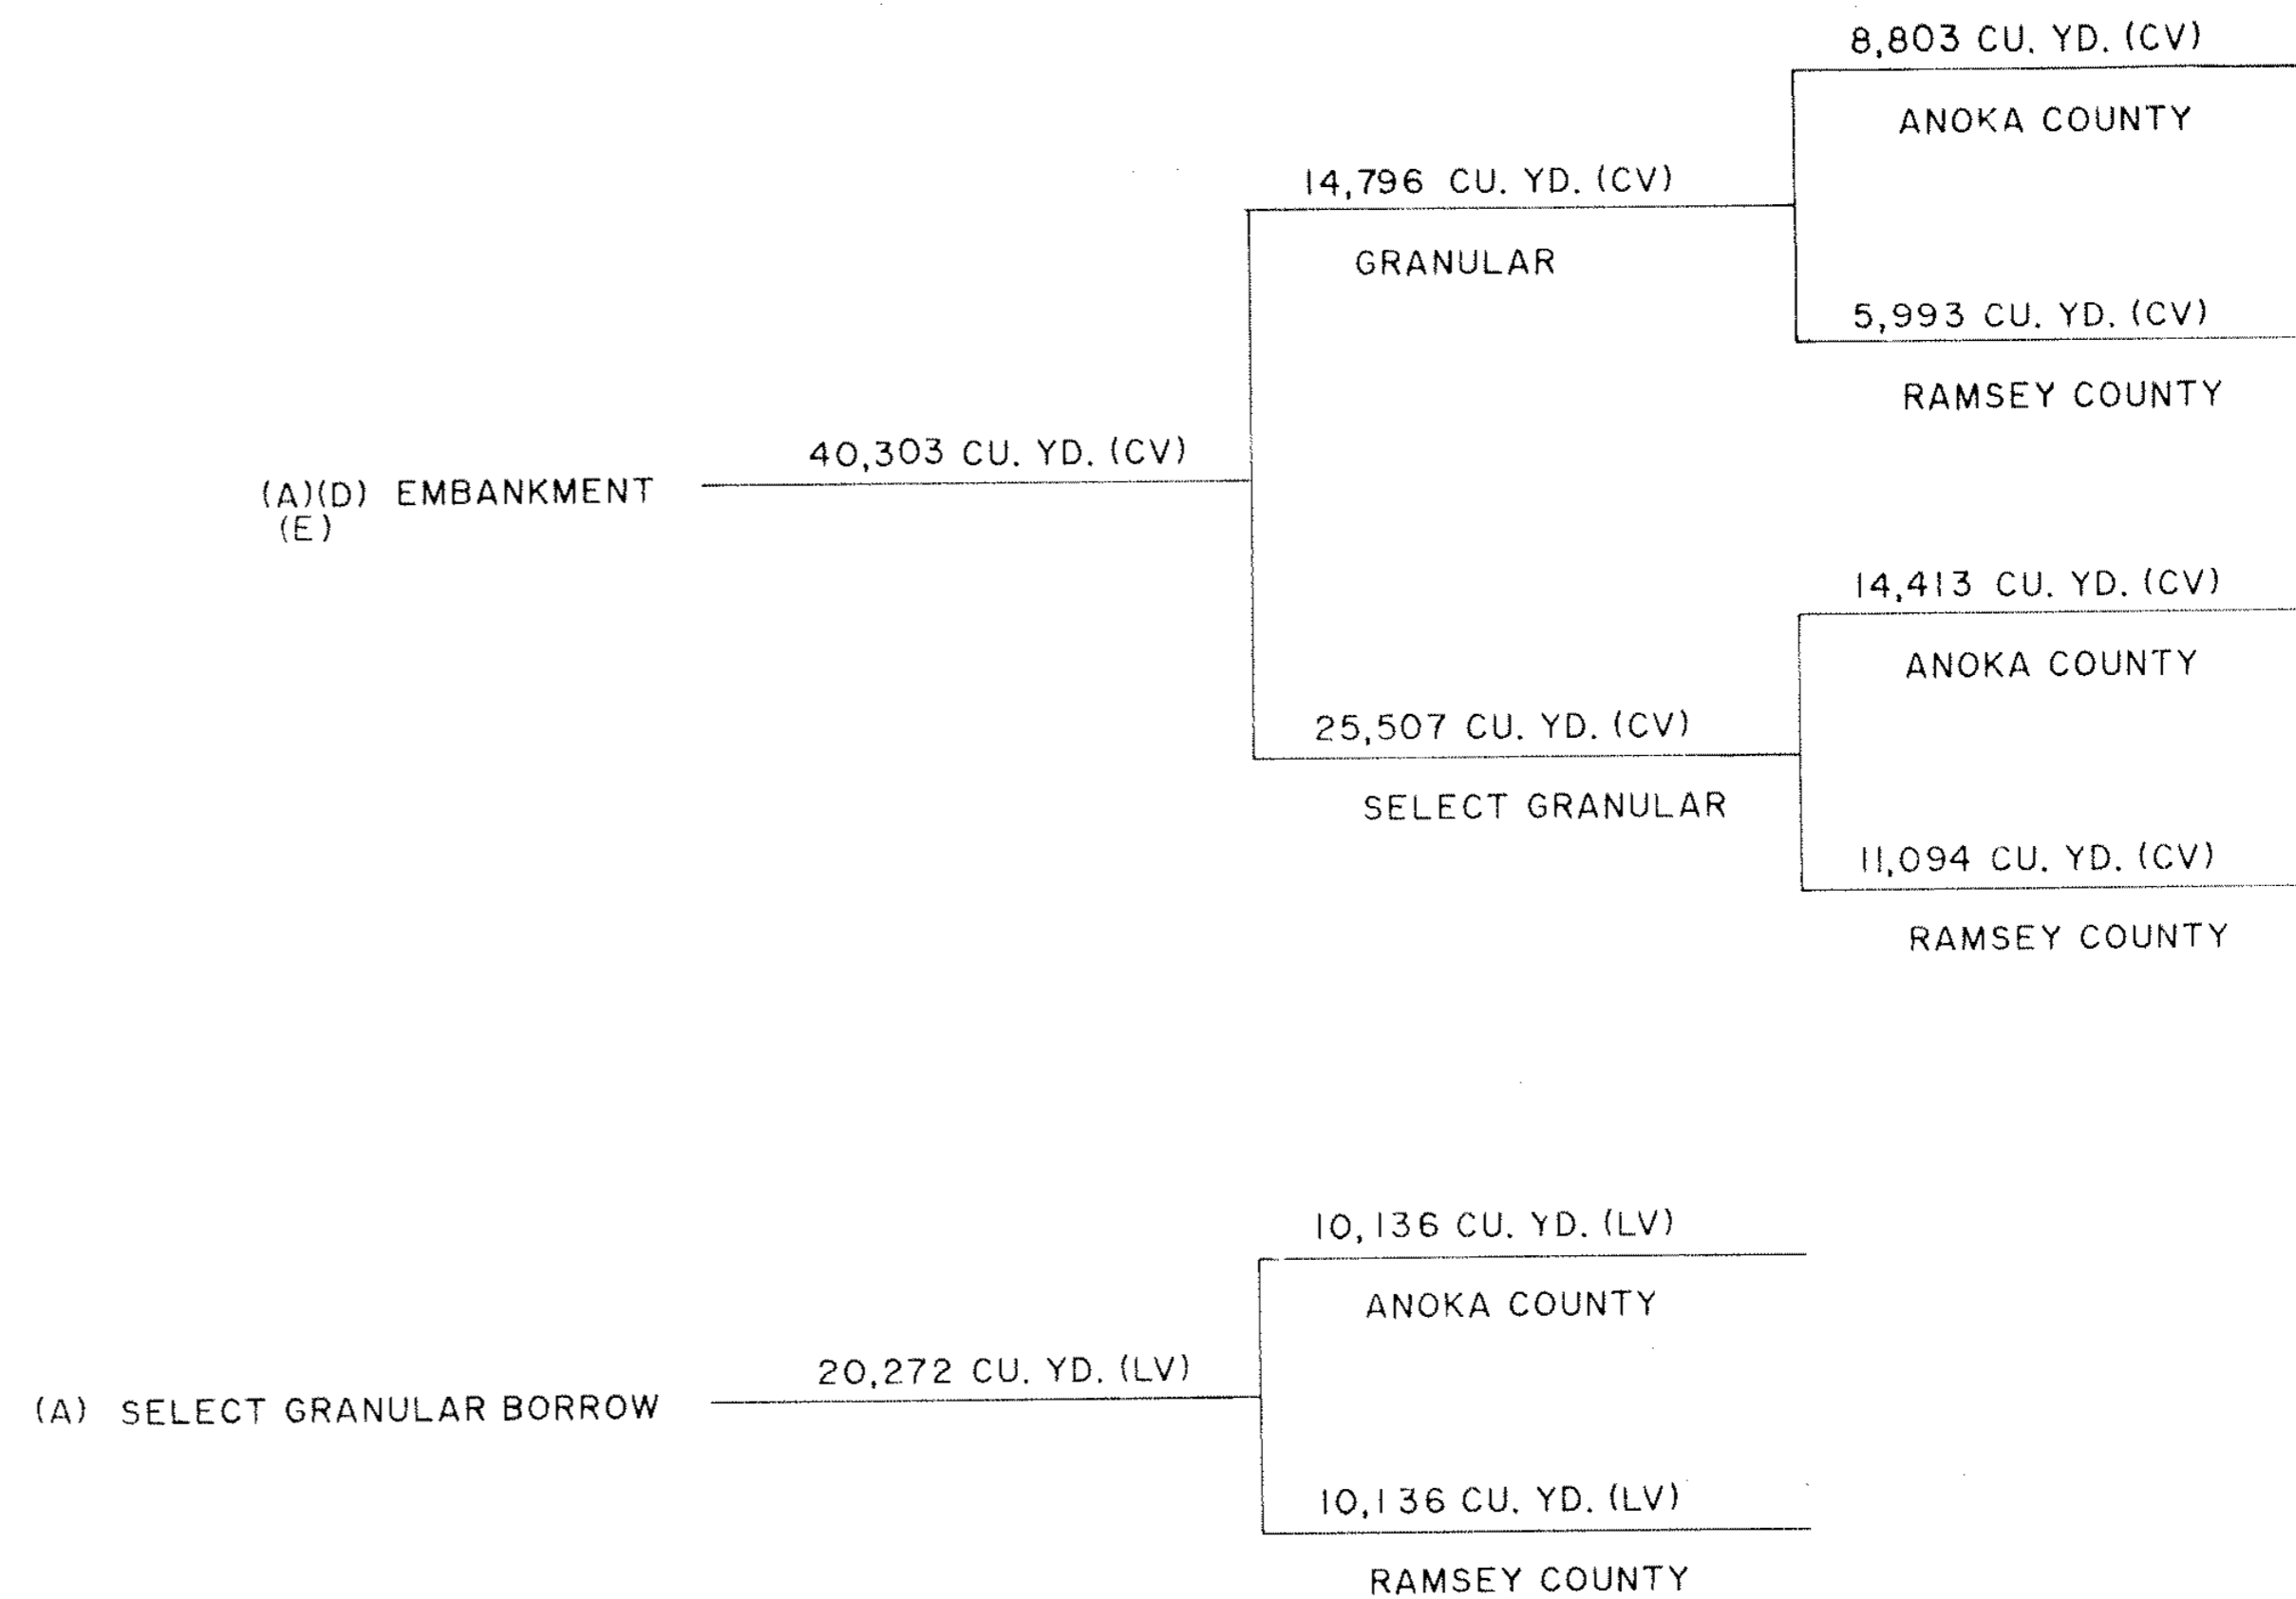 8,803 CU. YD. (CV)
ANOKA COUNTY
14,796 CU. YD. (CV)
GRANULAR
5,993 CU. YD. (CV)
RAMSEY COUNTY
40,303 CU. YD. (CV)
(A)(D) EMBANKMENT
(E)
14,413 CU. YD. (CV)
ANOKA COUNTY
25,507 CU. YD. (CV)
SELECT GRANULAR
11,094 CU. YD. (CV)
RAMSEY COUNTY
10,136 CU. YD. (LV)
ANOKA COUNTY
20,272 CU. YD. (LV)
(A) SELECT GRANULAR BORROW
10,136 CU. YD. (LV)
RAMSEY COUNTY